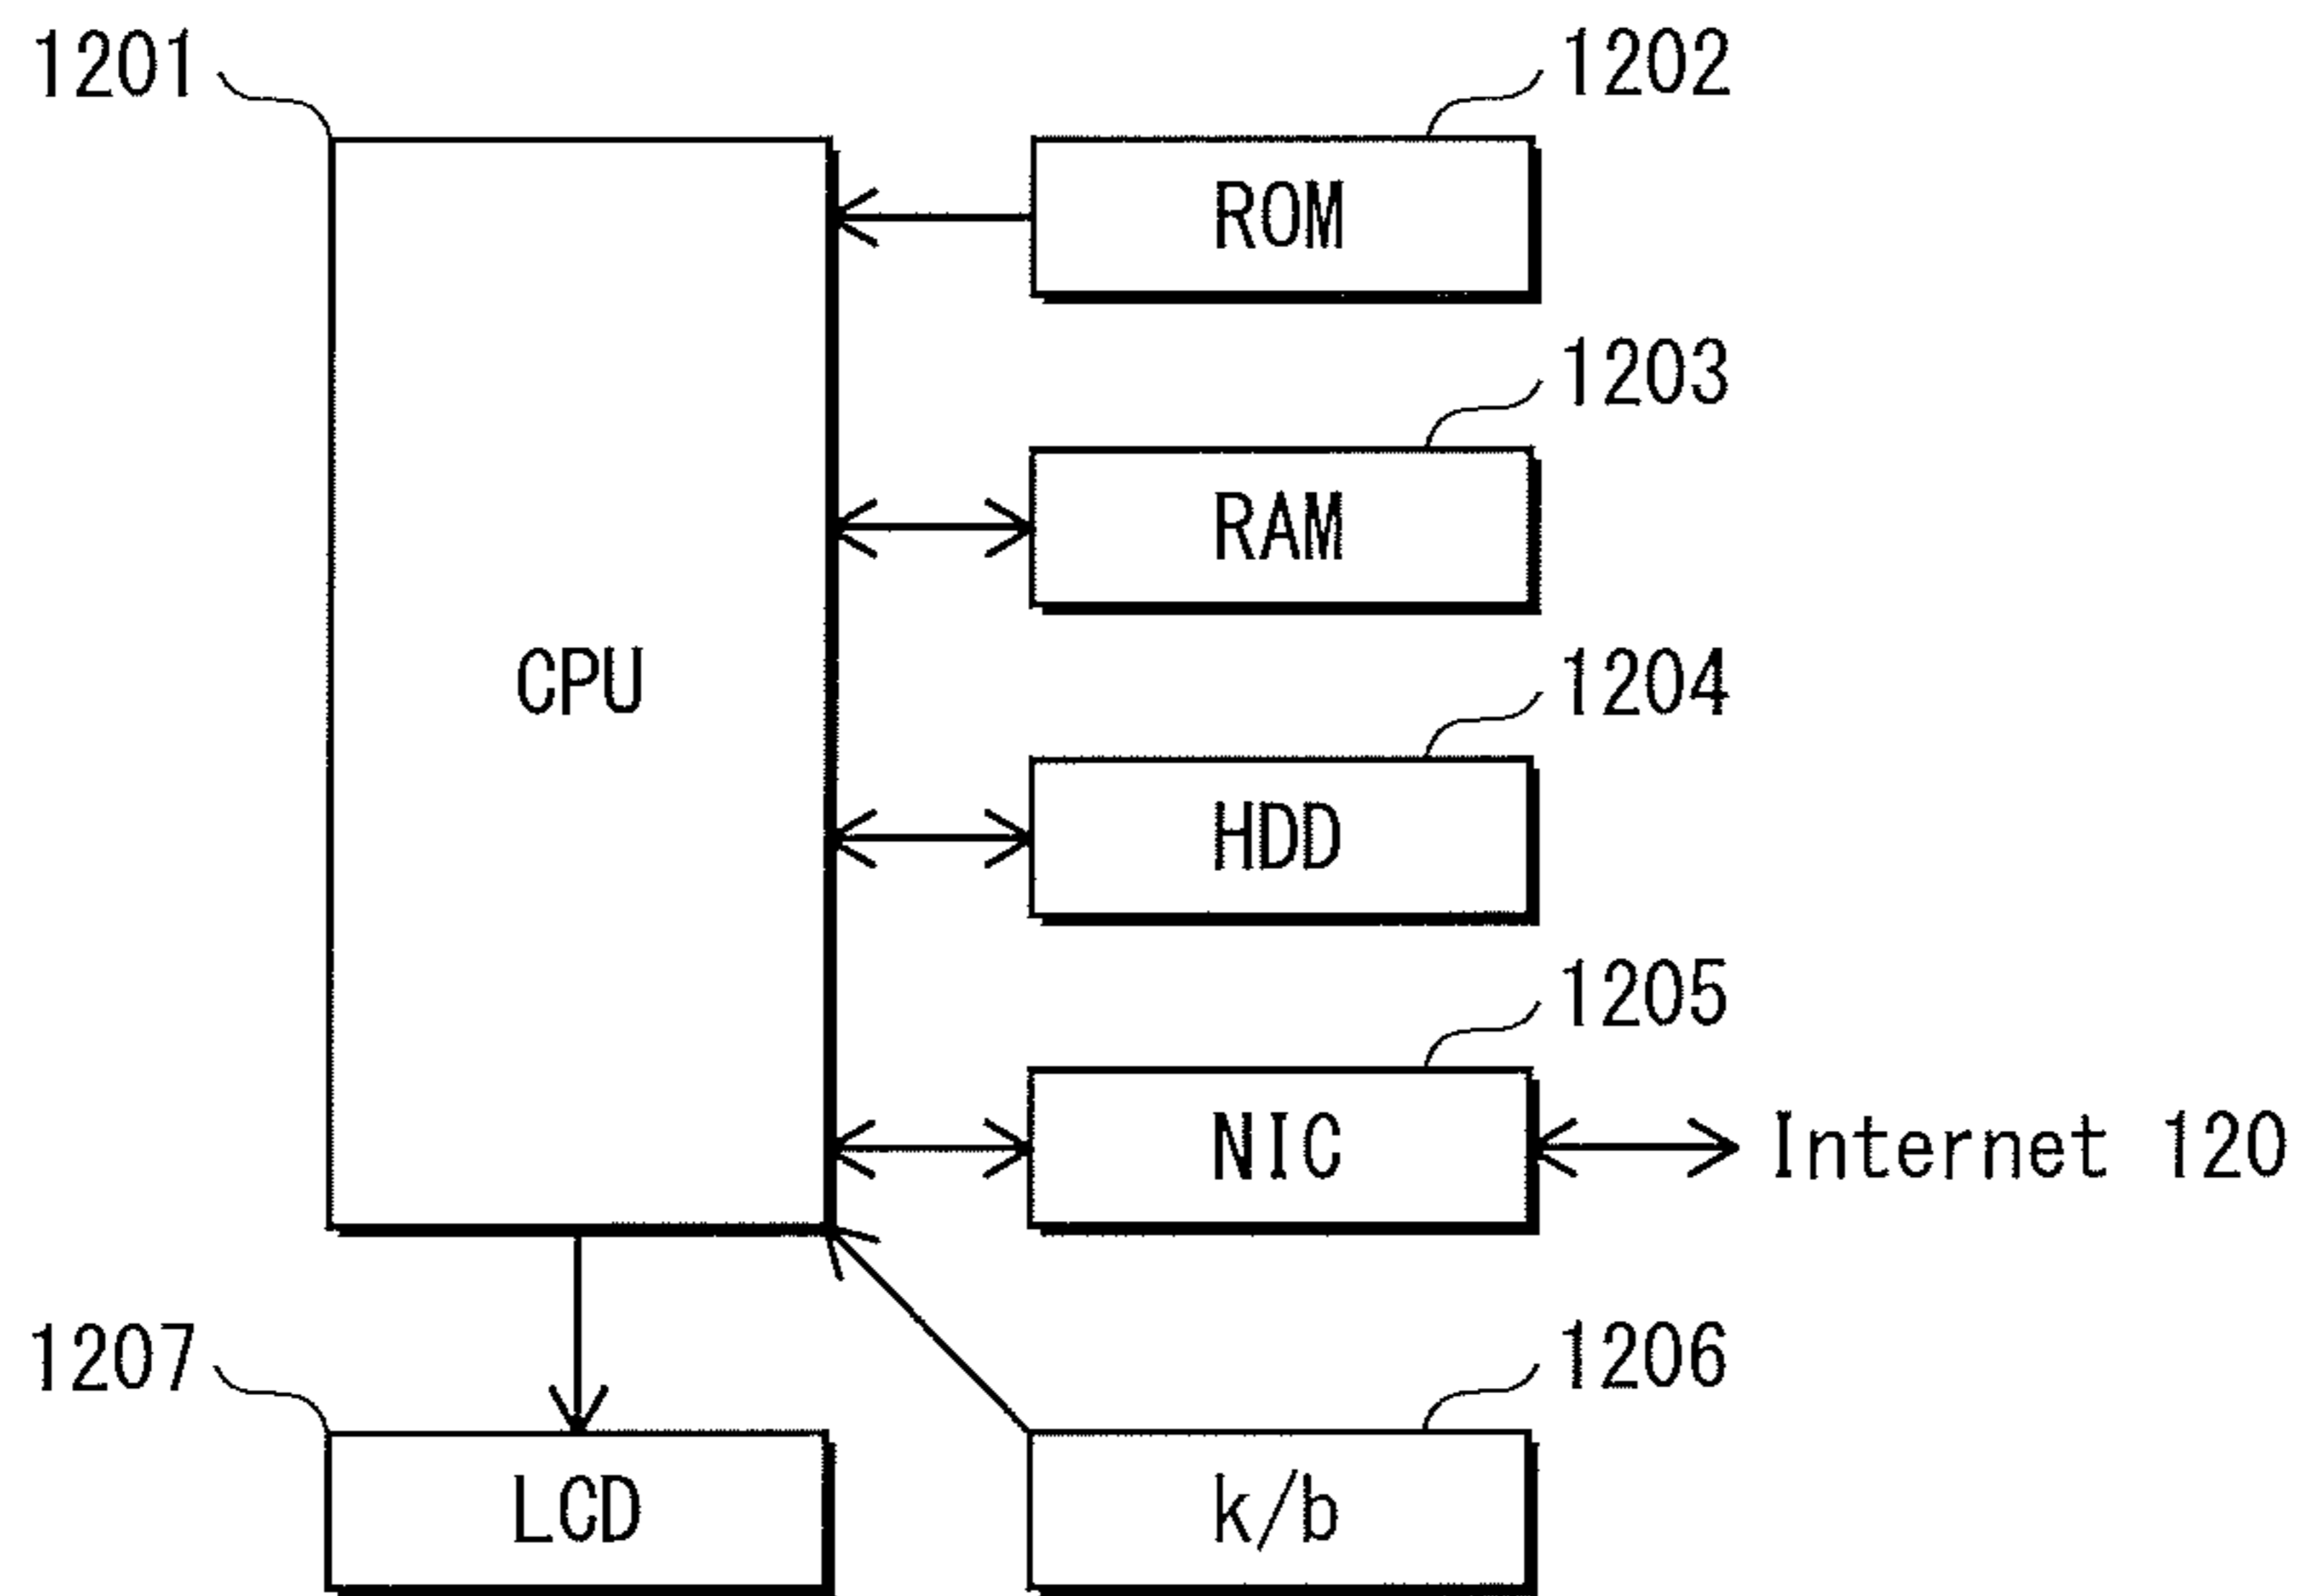 1201
1202
ROM
1203
RAM
CPU
1204
HDD
1205
NIC
Internet 120
1207
1206
LCD
k/b